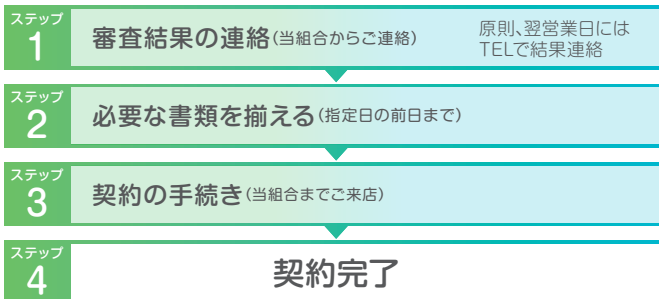 ステップ
1
審査結果の連絡(当組合からご連絡)
原則、翌営業日には
TELで結果連絡
ステップ
2
必要な書類を揃える(指定日の前日まで)
ステップ
3
契約の手続き(当組合までご来店)
ステップ
4
契約完了